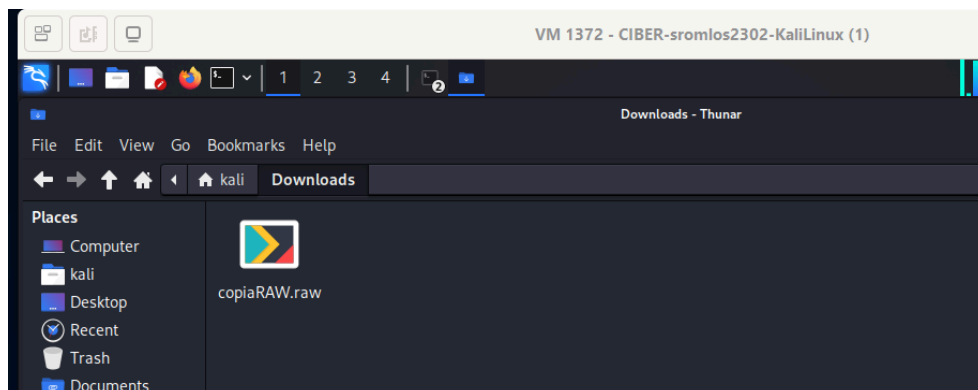 VM 1372 - CIBER-sromlos2302-KaliLinux (1)
1 2 3 4 2
Downloads - Thunar
File Edit View Go Bookmarks Help
kali Downloads
Places
Computer
kali
Desktop
Recent
Trash
Documents
copiaRAW.raw